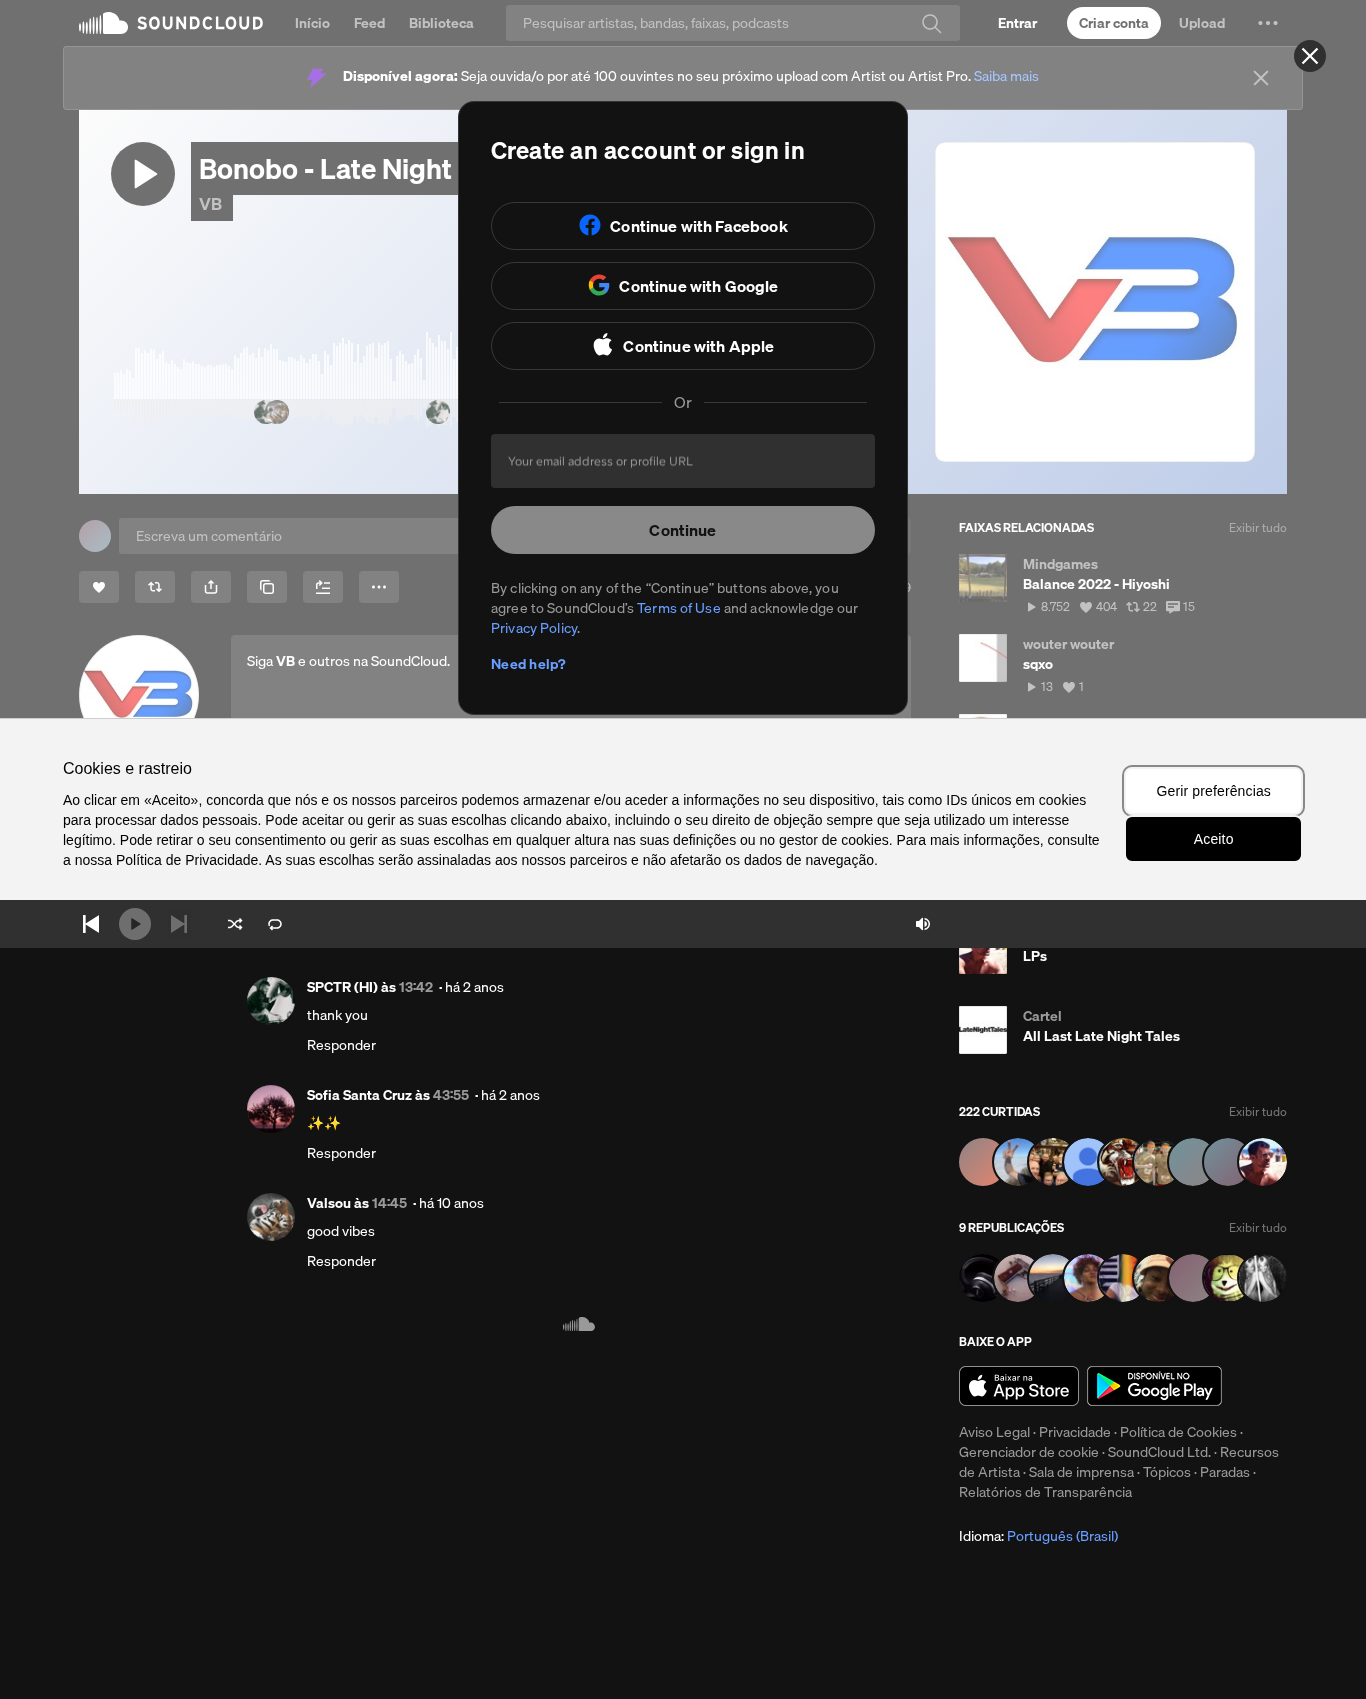 SOUNDCLOUD
Início
Feed
Biblioteca
Pesquisar artistas, bandas, faixas, podcasts
Entrar
Criar conta
Upload
Disponível agora: Seja ouvida/o por até 100 ouvintes no seu próximo upload com Artist ou Artist Pro. Saiba mais
Bonobo - Late Night
VB
VB
Create an account or sign in
Continue with Facebook
Continue with Google
Continue with Apple
Or
Your email address or profile URL
Continue
By clicking on any of the “Continue” buttons above, you
agree to SoundCloud’s Terms of Use and acknowledge our
Privacy Policy.
Need help?
Escreva um comentário
Siga VB e outros na SoundCloud.
VB
FAIXAS RELACIONADAS
Exibir tudo
Mindgames
Balance 2022 - Hiyoshi
8.752 404 22 15
wouter wouter
sqxo
13 1
Cookies e rastreio
Ao clicar em «Aceito», concorda que nós e os nossos parceiros podemos armazenar e/ou aceder a informações no seu dispositivo, tais como IDs únicos em cookies
para processar dados pessoais. Pode aceitar ou gerir as suas escolhas clicando abaixo, incluindo o seu direito de objeção sempre que seja utilizado um interesse
legítimo. Pode retirar o seu consentimento ou gerir as suas escolhas em qualquer altura nas suas definições ou no gestor de cookies. Para mais informações, consulte
a nossa Política de Privacidade. As suas escolhas serão assinaladas aos nossos parceiros e não afetarão os dados de navegação.
Gerir preferências
Aceito
LPs
SPCTR (HI) às 13:42 · há 2 anos
thank you
Responder
Sofia Santa Cruz às 43:55 · há 2 anos
✨✨
Responder
Valsou às 14:45 · há 10 anos
good vibes
Responder
LateNightTales
Cartel
All Last Late Night Tales
222 CURTIDAS
Exibir tudo
9 REPUBLICAÇÕES
Exibir tudo
BAIXE O APP
Baixar na
App Store
DISPONÍVEL NO
Google Play
Aviso Legal · Privacidade · Política de Cookies ·
Gerenciador de cookie · SoundCloud Ltd. · Recursos
de Artista · Sala de imprensa · Tópicos · Paradas ·
Relatórios de Transparência
Idioma: Português (Brasil)